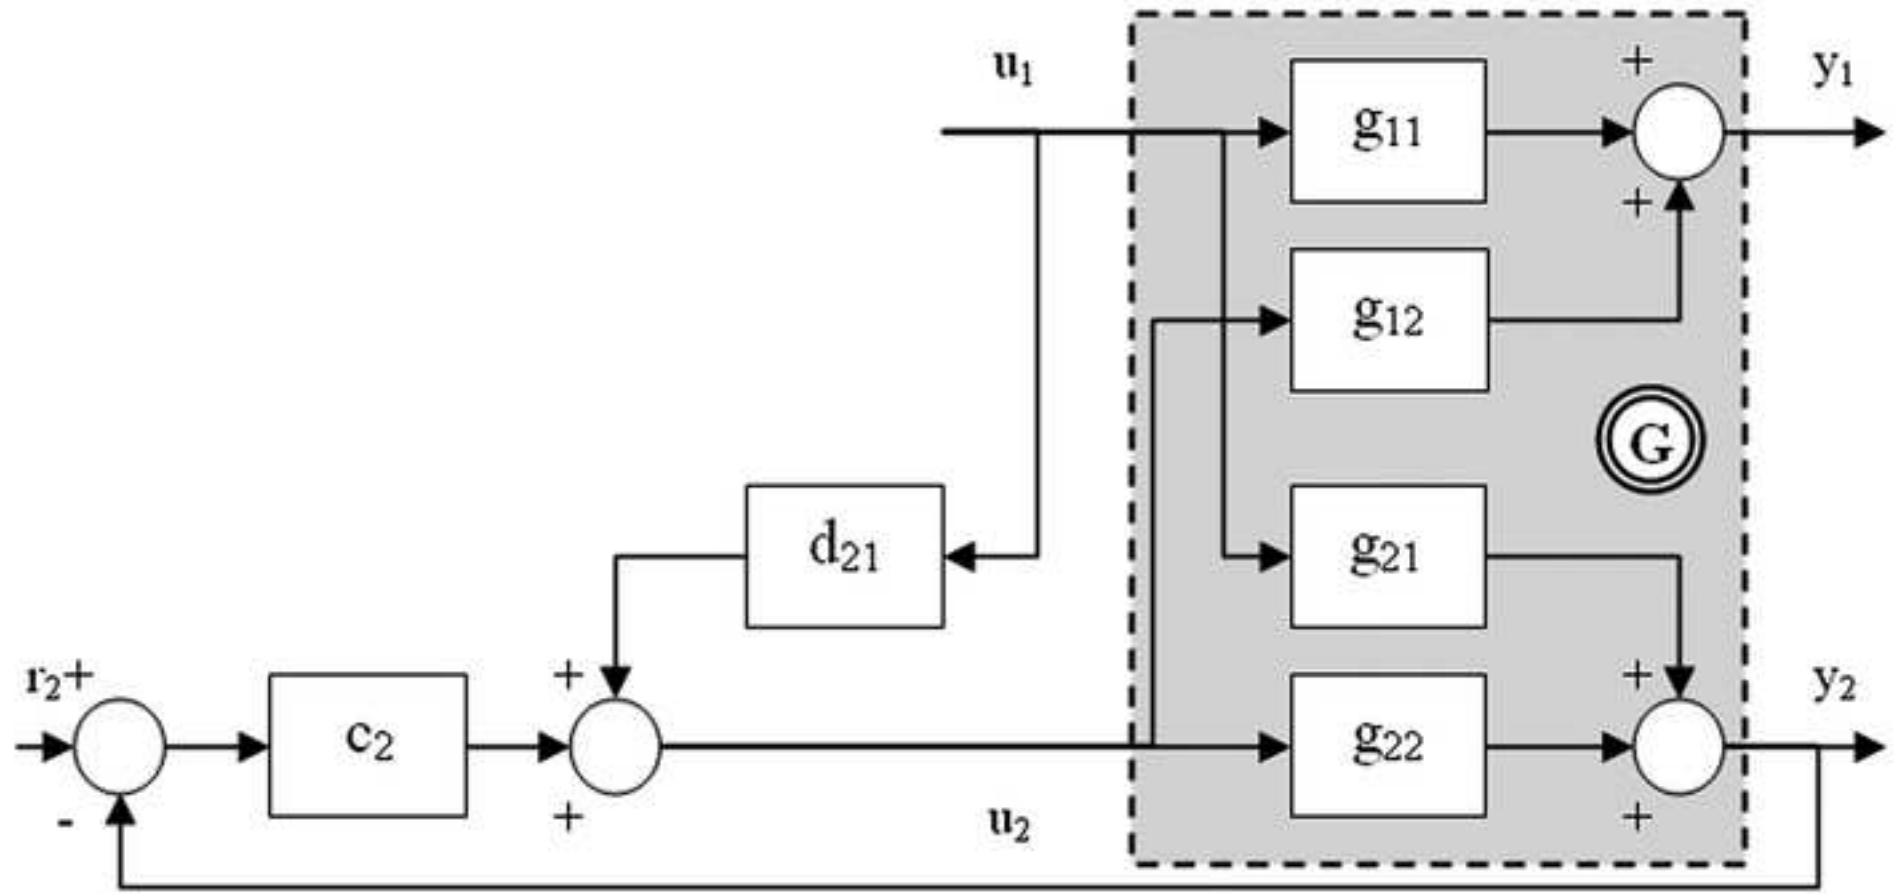 u₁
+
y₁
g₁₁
+
g₁₂
G
d₂₁
g₂₁
r₂+
+
+
y₂
c₂
g₂₂
-
+
u₂
+